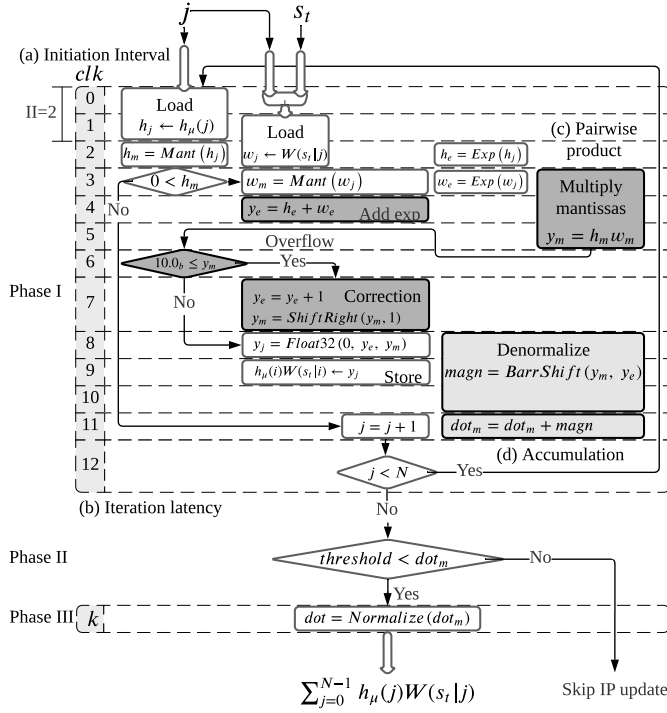 j
s_t
(a) Initiation Interval
clk
II=2
0
Load
h_j ← h_μ(j)
1
Load
w_j ← W(s_t|j)
(c) Pairwise
product
2
h_m = Mant(h_j)
h_e = Exp(h_j)
3
0 < h_m
w_m = Mant(w_j)
w_e = Exp(w_j)
Multiply
mantissas
y_m = h_m w_m
No
4
y_e = h_e + w_e
Add exp
5
Overflow
6
10.0_b ≤ y_m
Yes
Phase I
7
No
y_e = y_e + 1
Correction
y_m = ShiftRight(y_m, 1)
8
y_j = Float32(0, y_e, y_m)
Denormalize
magn = BarrShift(y_m, y_e)
9
h_μ(i)W(s_t|i) ← y_j
Store
10
11
j = j + 1
dot_m = dot_m + magn
(d) Accumulation
12
j < N
Yes
(b) Iteration latency
No
Phase II
threshold < dot_m
No
Yes
Phase III
k
dot = Normalize(dot_m)
∑_{j=0}^{N−1} h_μ(j)W(s_t|j)
Skip IP update